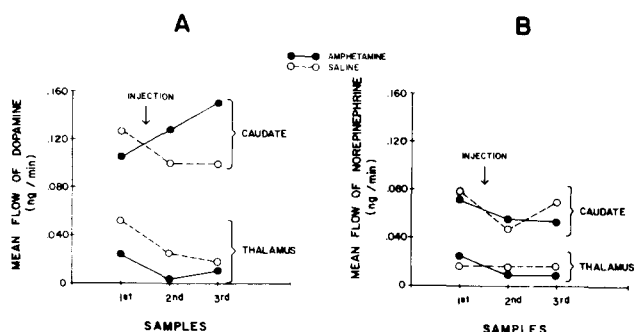 A
B
AMPHETAMINE
SALINE
MEAN FLOW OF DOPAMINE
(ng / min)
.160
.120
.080
.040
0
INJECTION
CAUDATE
THALAMUS
1st 2nd 3rd
SAMPLES
MEAN FLOW OF NOREPINEPHRINE
(ng / min)
.160
.120
.080
.040
0
INJECTION
CAUDATE
THALAMUS
1st 2nd 3rd
SAMPLES